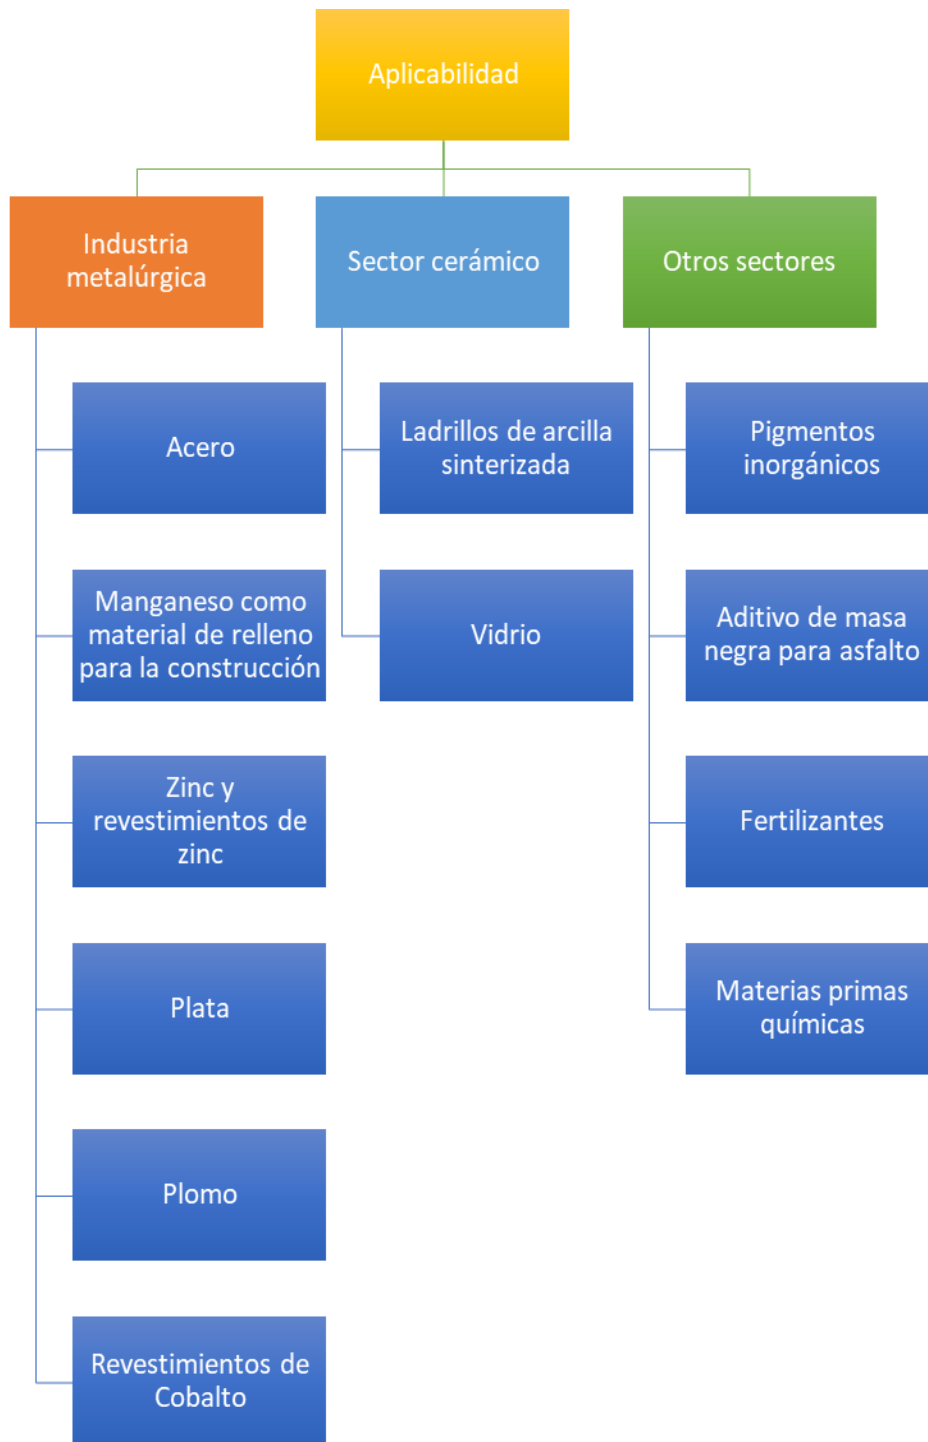 Aplicabilidad
Industria
metalúrgica
Sector cerámico
Otros sectores
Acero
Manganeso como
material de relleno
para la construcción
Zinc y
revestimientos de
zinc
Plata
Plomo
Revestimientos de
Cobalto
Ladrillos de arcilla
sinterizada
Vidrio
Pigmentos
inorgánicos
Aditivo de masa
negra para asfalto
Fertilizantes
Materias primas
químicas